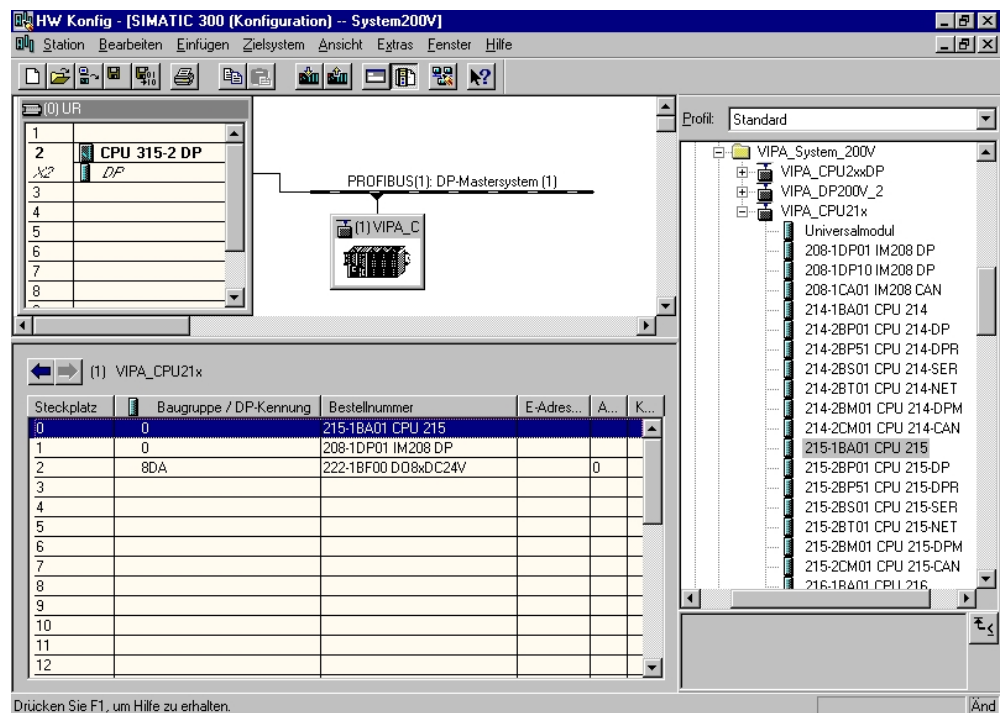 HW Konfig - [SIMATIC 300 (Konfiguration) -- System200V]
Station Bearbeiten Einfügen Zielsystem Ansicht Extras Fenster Hilfe
(0) UR
1
2 CPU 315-2 DP
X2 DP
3
4
5
6
7
8
PROFIBUS(1): DP-Mastersystem (1)
(1) VIPA_C
(1) VIPA_CPU21x
Steckplatz Baugruppe / DP-Kennung Bestellnummer E-Adres... A... K...
0 0 215-1BA01 CPU 215
1 0 208-1DP01 IM208 DP
2 8DA 222-1BF00 DO8xDC24V 0
3
4
5
6
7
8
9
10
11
12
Profil: Standard
VIPA_System_200V
VIPA_CPU2xxDP
VIPA_DP200V_2
VIPA_CPU21x
Universalmodul
208-1DP01 IM208 DP
208-1DP10 IM208 DP
208-1CA01 IM208 CAN
214-1BA01 CPU 214
214-2BP01 CPU 214-DP
214-2BP51 CPU 214-DPR
214-2BS01 CPU 214-SER
214-2BT01 CPU 214-NET
214-2BM01 CPU 214-DPM
214-2CM01 CPU 214-CAN
215-1BA01 CPU 215
215-2BP01 CPU 215-DP
215-2BP51 CPU 215-DPR
215-2BS01 CPU 215-SER
215-2BT01 CPU 215-NET
215-2BM01 CPU 215-DPM
215-2CM01 CPU 215-CAN
216-1BA01 CPU 216
Drücken Sie F1, um Hilfe zu erhalten.
Änd